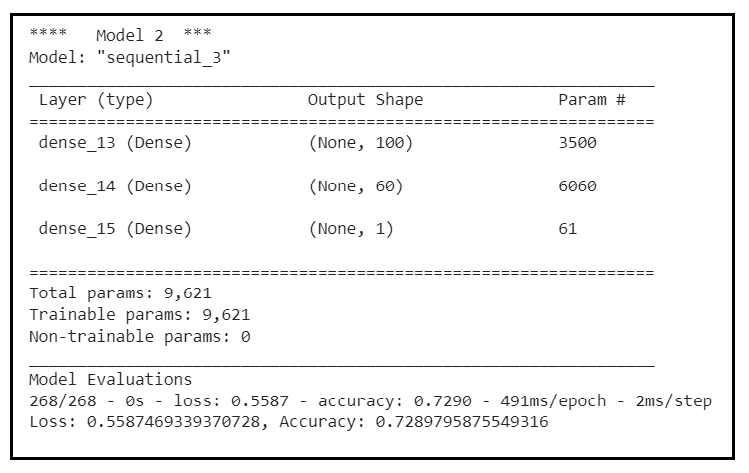 **** Model 2 ***
Model: "sequential_3"
Layer (type) Output Shape Param #
=================================================================
dense_13 (Dense) (None, 100) 3500
dense_14 (Dense) (None, 60) 6060
dense_15 (Dense) (None, 1) 61
=================================================================
Total params: 9,621
Trainable params: 9,621
Non-trainable params: 0
Model Evaluations
268/268 - 0s - loss: 0.5587 - accuracy: 0.7290 - 491ms/epoch - 2ms/step
Loss: 0.5587469339370728, Accuracy: 0.7289795875549316